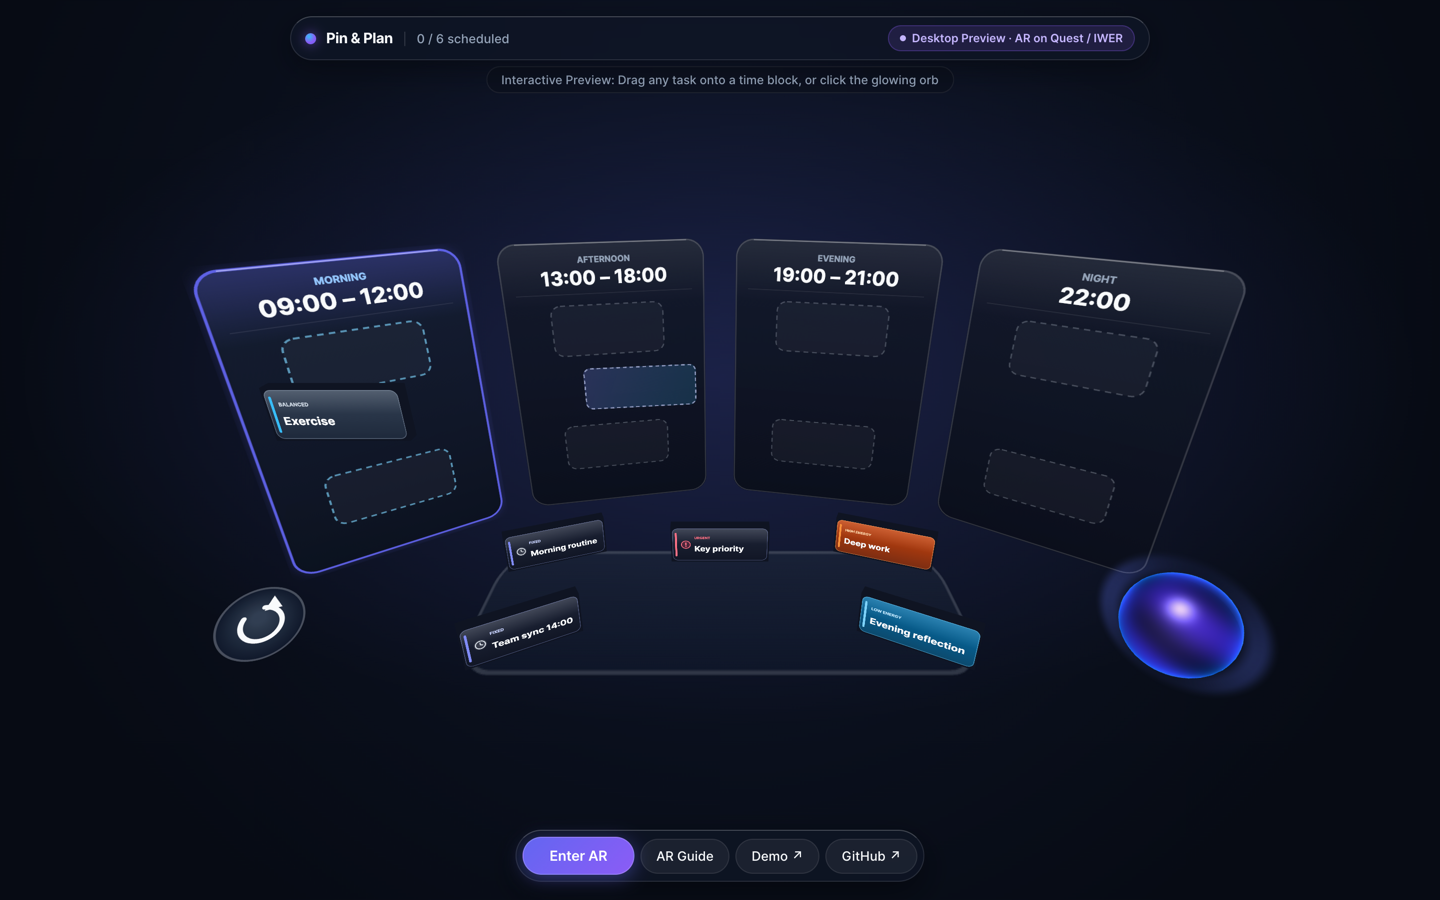 Pin & Plan
0 / 6 scheduled
Desktop Preview · AR on Quest / IWER
Interactive Preview: Drag any task onto a time block, or click the glowing orb
MORNING
09:00 – 12:00
AFTERNOON
13:00 – 18:00
EVENING
19:00 – 21:00
NIGHT
22:00
BALANCED
Exercise
FIXED
Morning routine
URGENT
Key priority
HIGH ENERGY
Deep work
FIXED
Team sync 14:00
LOW ENERGY
Evening reflection
Enter AR
AR Guide
Demo ↗
GitHub ↗